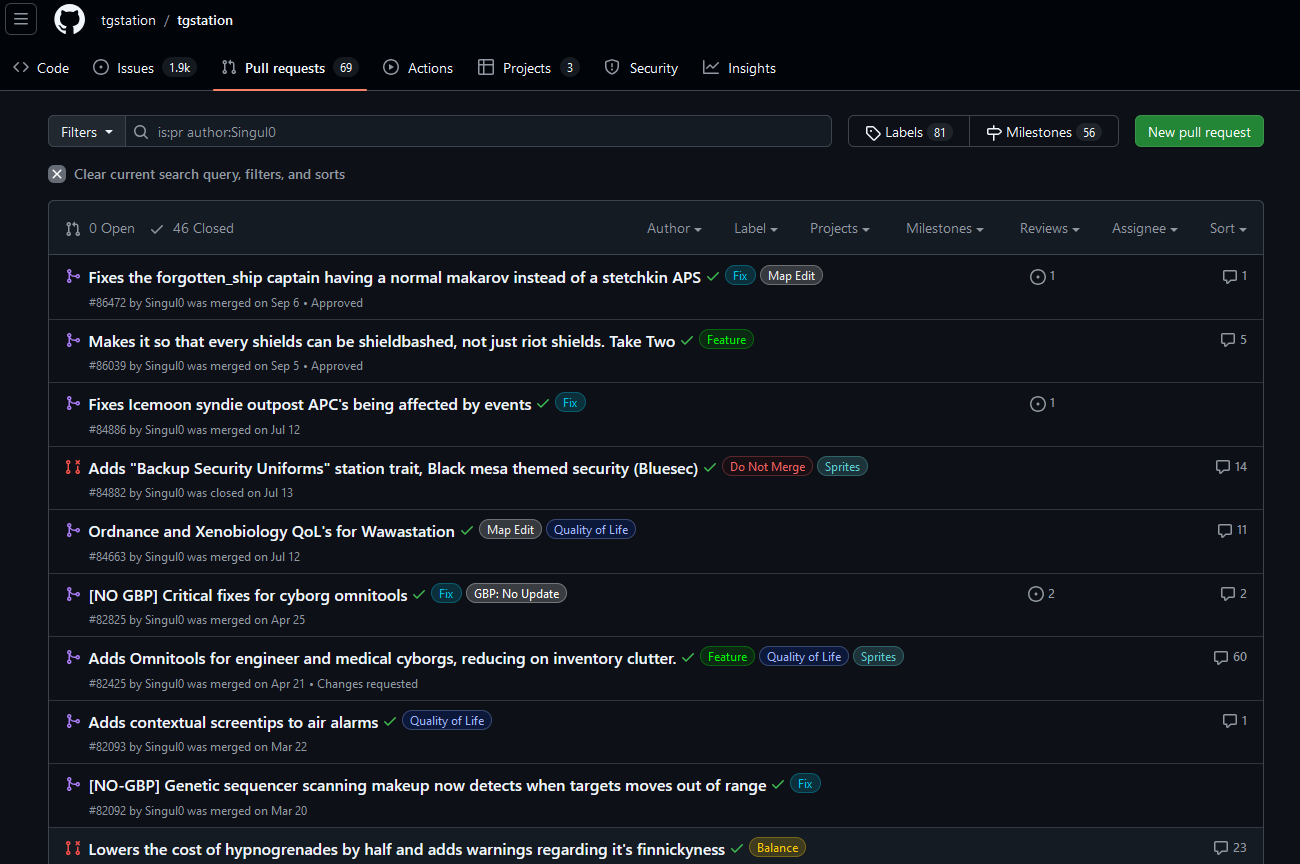 tgstation / tgstation
Code Issues 1.9k Pull requests 69 Actions Projects 3 Security Insights
Filters is:pr author:Singul0 Labels 81 Milestones 56 New pull request
Clear current search query, filters, and sorts
0 Open 46 Closed Author Label Projects Milestones Reviews Assignee Sort
Fixes the forgotten_ship captain having a normal makarov instead of a stetchkin APS Fix Map Edit 1 1
#86472 by Singul0 was merged on Sep 6 • Approved
Makes it so that every shields can be shieldbashed, not just riot shields. Take Two Feature 5
#86039 by Singul0 was merged on Sep 5 • Approved
Fixes Icemoon syndie outpost APC's being affected by events Fix 1
#84886 by Singul0 was merged on Jul 12
Adds "Backup Security Uniforms" station trait, Black mesa themed security (Bluesec) Do Not Merge Sprites 14
#84882 by Singul0 was closed on Jul 13
Ordnance and Xenobiology QoL's for Wawastation Map Edit Quality of Life 11
#84663 by Singul0 was merged on Jul 12
[NO GBP] Critical fixes for cyborg omnitools Fix GBP: No Update 2 2
#82825 by Singul0 was merged on Apr 25
Adds Omnitools for engineer and medical cyborgs, reducing on inventory clutter. Feature Quality of Life Sprites 60
#82425 by Singul0 was merged on Apr 21 • Changes requested
Adds contextual screentips to air alarms Quality of Life 1
#82093 by Singul0 was merged on Mar 22
[NO-GBP] Genetic sequencer scanning makeup now detects when targets moves out of range Fix
#82092 by Singul0 was merged on Mar 20
Lowers the cost of hypnogrenades by half and adds warnings regarding it's finnickyness Balance 23